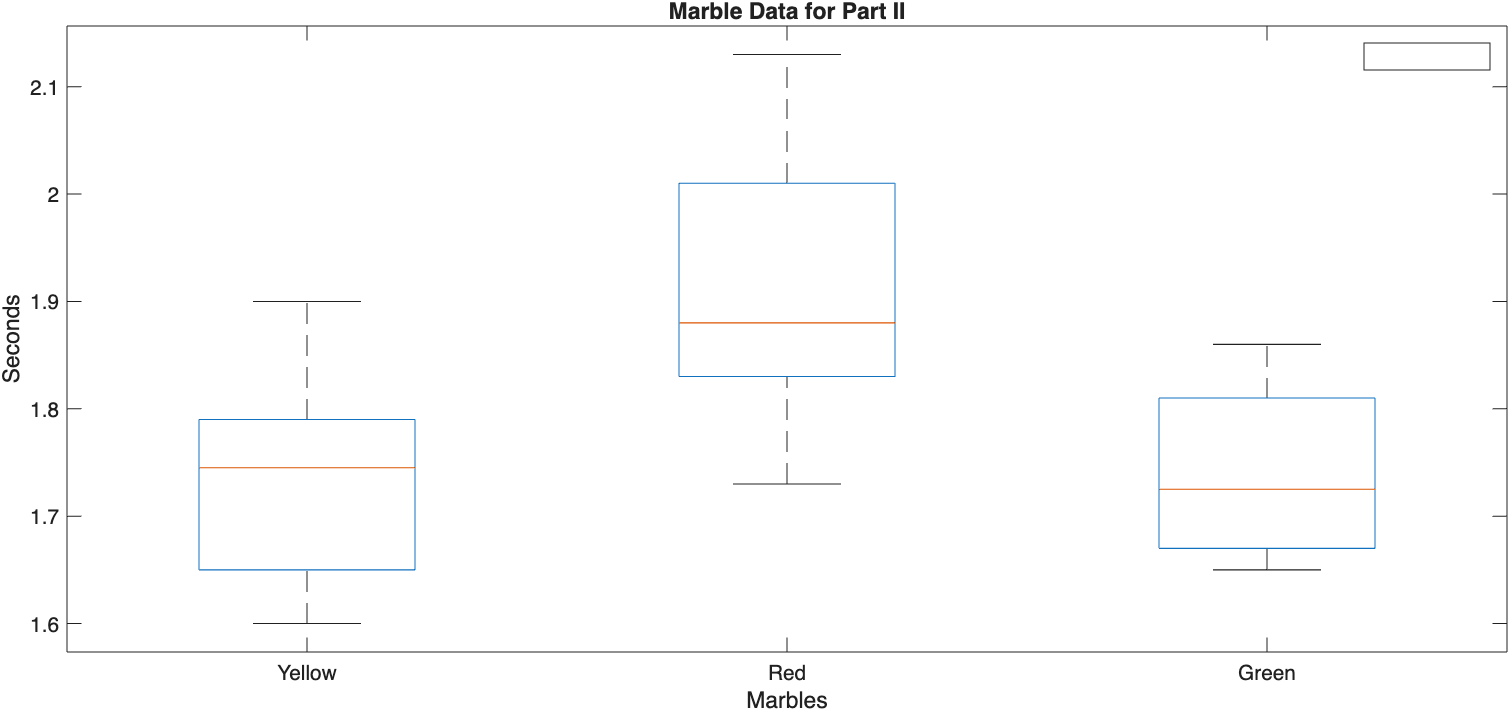 Marble Data for Part II
2.1
2
1.9
1.8
1.7
1.6
Seconds
Yellow Red Green
Marbles